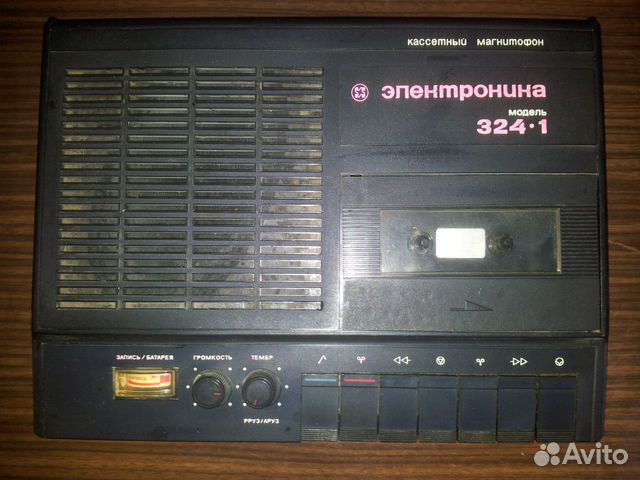 кассетный магнитофон
электроника
модель
324·1
ЗАПИСЬ / БАТАРЕЯ
ГРОМКОСТЬ
ТЕМБР
РРУЗ/АРУЗ
Avito